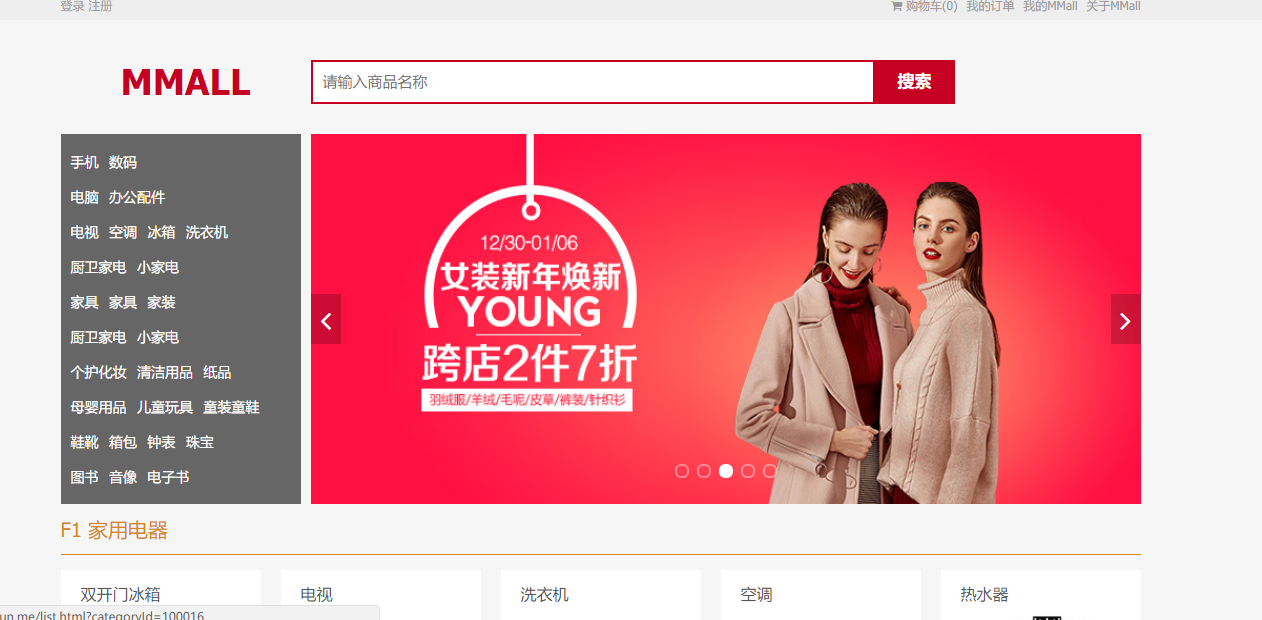 登录 注册
购物车(0) 我的订单 我的MMall 关于MMall
MMALL
请输入商品名称
搜索
手机 数码
电脑 办公配件
电视 空调 冰箱 洗衣机
厨卫家电 小家电
家具 家具 家装
厨卫家电 小家电
个护化妆 清洁用品 纸品
母婴用品 儿童玩具 童装童鞋
鞋靴 箱包 钟表 珠宝
图书 音像 电子书
12/30-01/06
女装新年焕新
YOUNG
跨店2件7折
羽绒服/羊绒/毛呢/皮草/裤装/针织衫
F1 家用电器
双开门冰箱
电视
洗衣机
空调
热水器
un.me/list.html?categoryId=100016